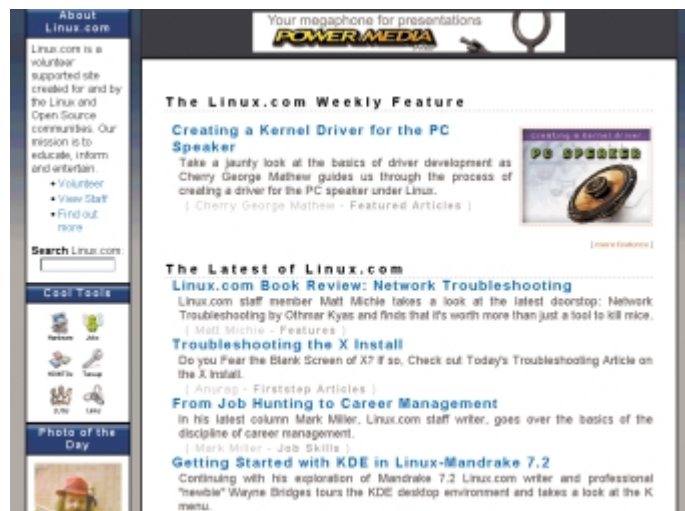 About
Linux.com
Linux.com is a
volunteer
supported site
created for and by
the Linux and
Open Source
communities. Our
mission is to
educate, inform
and entertain.
• Volunteer
• View Staff
• Find out
more
Search Linux.com:
Cool Tools
Hardware Jobs
HOWTOs Tuneup
LUGs Links
Photo of the
Day
Your megaphone for presentations
POWER MEDIA
The Linux.com Weekly Feature
Creating a Kernel Driver for the PC
Speaker
Take a jaunty look at the basics of driver development as
Cherry George Mathew guides us through the process of
creating a driver for the PC speaker under Linux.
( Cherry George Mathew - Featured Articles )
Creating a Kernel Driver
PC SPEAKER
[ more features ]
The Latest of Linux.com
Linux.com Book Review: Network Troubleshooting
Linux.com staff member Matt Michie takes a look at the latest doorstop: Network
Troubleshooting by Othmar Kyas and finds that it's worth more than just a tool to kill mice.
( Matt Michie - Features )
Troubleshooting the X Install
Do you Fear the Blank Screen of X? If so, Check out Today's Troubleshooting Article on
the X Install.
( Anurag - Firststep Articles )
From Job Hunting to Career Management
In his latest column Mark Miller, Linux.com staff writer, goes over the basics of the
discipline of career management.
( Mark Miller - Job Skills )
Getting Started with KDE in Linux-Mandrake 7.2
Continuing with his exploration of Mandrake 7.2 Linux.com writer and professional
"newbie" Wayne Bridges tours the KDE desktop environment and takes a look at the K
menu.